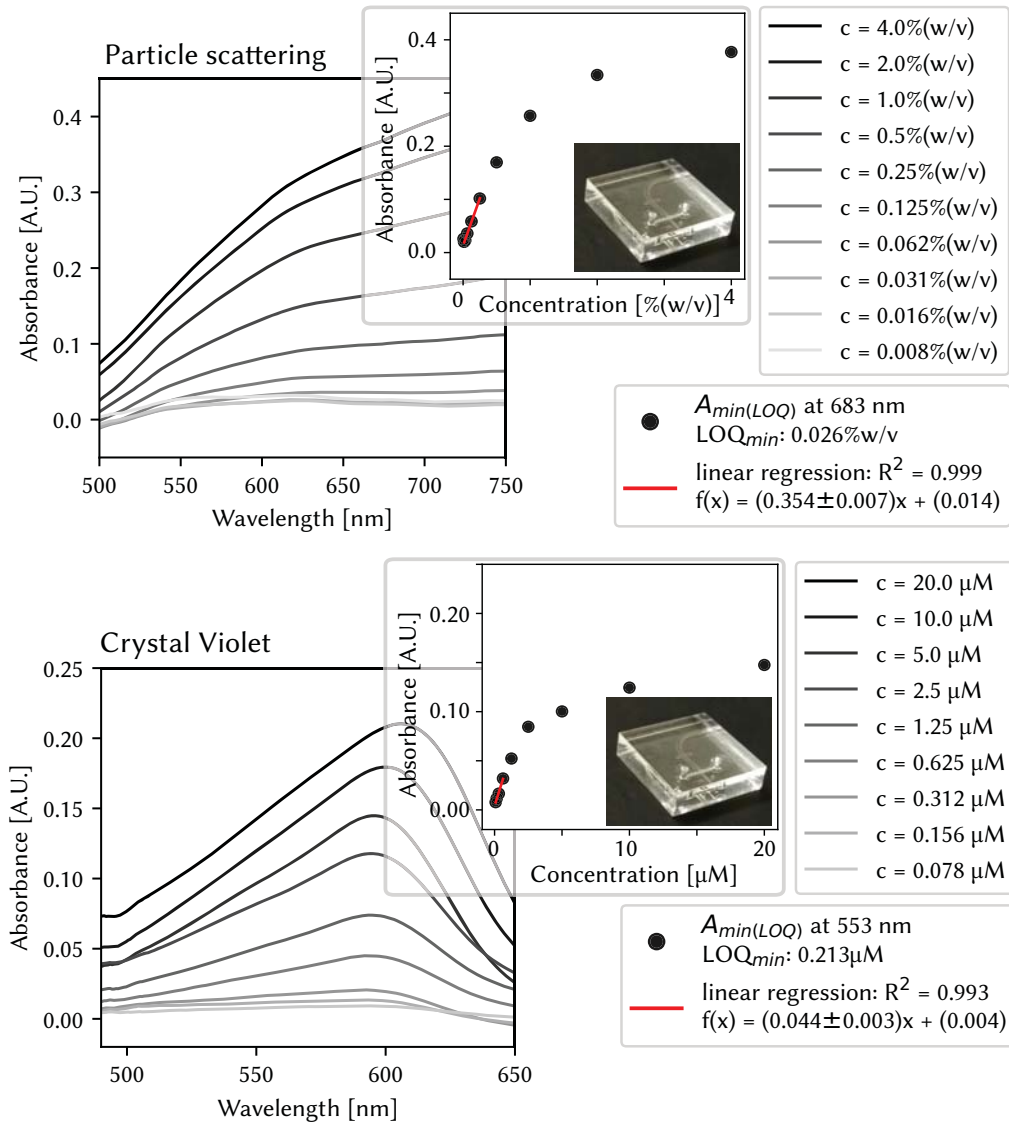 Particle scattering
Absorbance [A.U.]
0.4
0.3
0.2
0.1
0.0
500
550
600
650
700
750
Wavelength [nm]
Absorbance [A.U.]
0.4
0.2
0.0
0
4
Concentration [%(w/v)]
c = 4.0%(w/v)
c = 2.0%(w/v)
c = 1.0%(w/v)
c = 0.5%(w/v)
c = 0.25%(w/v)
c = 0.125%(w/v)
c = 0.062%(w/v)
c = 0.031%(w/v)
c = 0.016%(w/v)
c = 0.008%(w/v)
A_min(LOQ) at 683 nm
LOQ_min: 0.026%w/v
linear regression: R² = 0.999
f(x) = (0.354±0.007)x + (0.014)
Crystal Violet
Absorbance [A.U.]
0.25
0.20
0.15
0.10
0.05
0.00
500
550
600
650
Wavelength [nm]
Absorbance [A.U.]
0.20
0.10
0.00
0
10
20
Concentration [µM]
c = 20.0 µM
c = 10.0 µM
c = 5.0 µM
c = 2.5 µM
c = 1.25 µM
c = 0.625 µM
c = 0.312 µM
c = 0.156 µM
c = 0.078 µM
A_min(LOQ) at 553 nm
LOQ_min: 0.213µM
linear regression: R² = 0.993
f(x) = (0.044±0.003)x + (0.004)